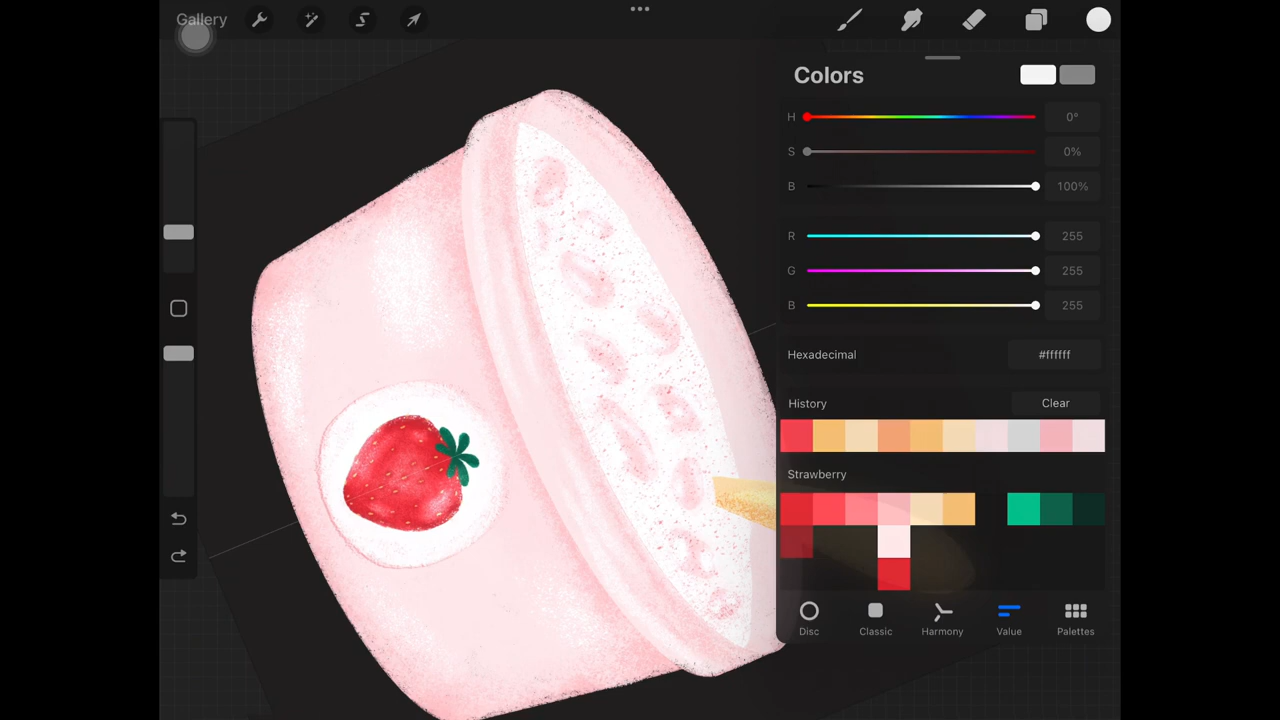 Gallery
Colors
H 0°
S 0%
B 100%
R 255
G 255
B 255
Hexadecimal #ffffff
History Clear
Strawberry
Disc Classic Harmony Value Palettes